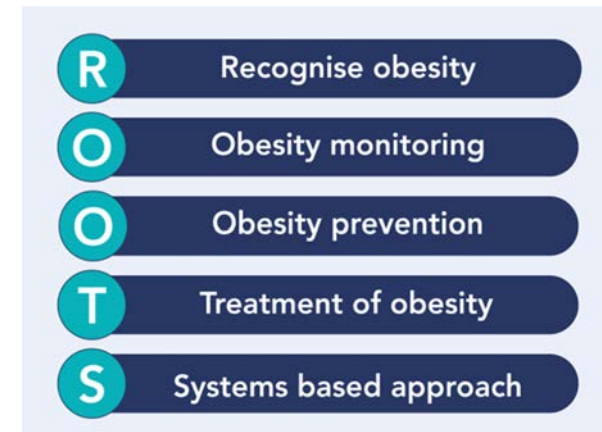 R Recognise obesity
O Obesity monitoring
O Obesity prevention
T Treatment of obesity
S Systems based approach